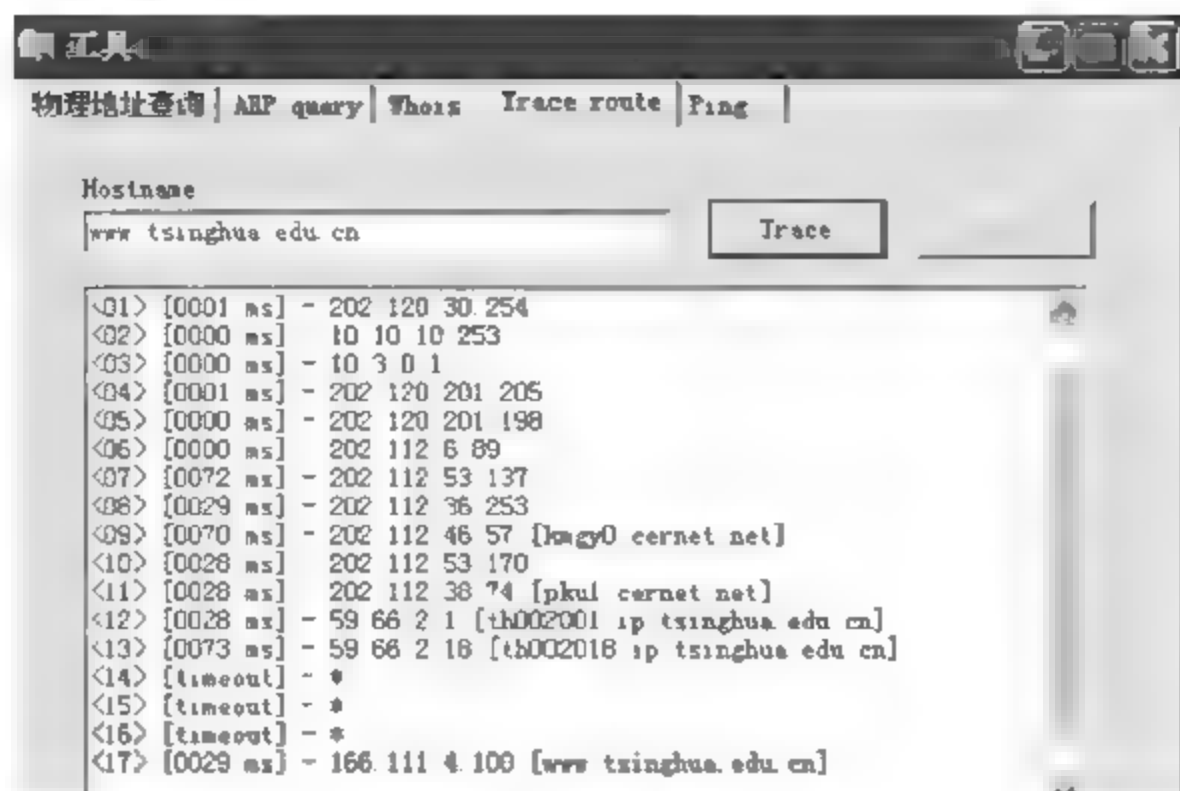 工具
物理地址查询 ARP query Whois Trace route Ping
Hostname
www tsinghua edu cn
Trace
<01> [0001 ms] - 202 120 30.254
<02> [0000 ms] 10 10 10 253
<03> [0000 ms] - 10 3 0 1
<04> [0001 ms] - 202 120 201 205
<05> [0000 ms] - 202 120 201 198
<06> [0000 ms] 202 112 6 89
<07> [0072 ms] - 202 112 53 137
<08> [0029 ms] - 202 112 36 253
<09> [0070 ms] - 202 112 46 57 cernet net]
<10> [0028 ms] 202 112 53 170
<11> [0028 ms] 202 112 38 74 [pku1 cernet net]
<12> [0028 ms] - 59 66 2 1 [th002001 ip tsinghua edu cn]
<13> [0073 ms] - 59 66 2 18 [th002018 ip tsinghua edu cn]
<14> [timeout] - *
<15> [timeout] - *
<16> [timeout] - *
<17> [0029 ms] - 166.111 4.100 [www tsinghua.edu cn]